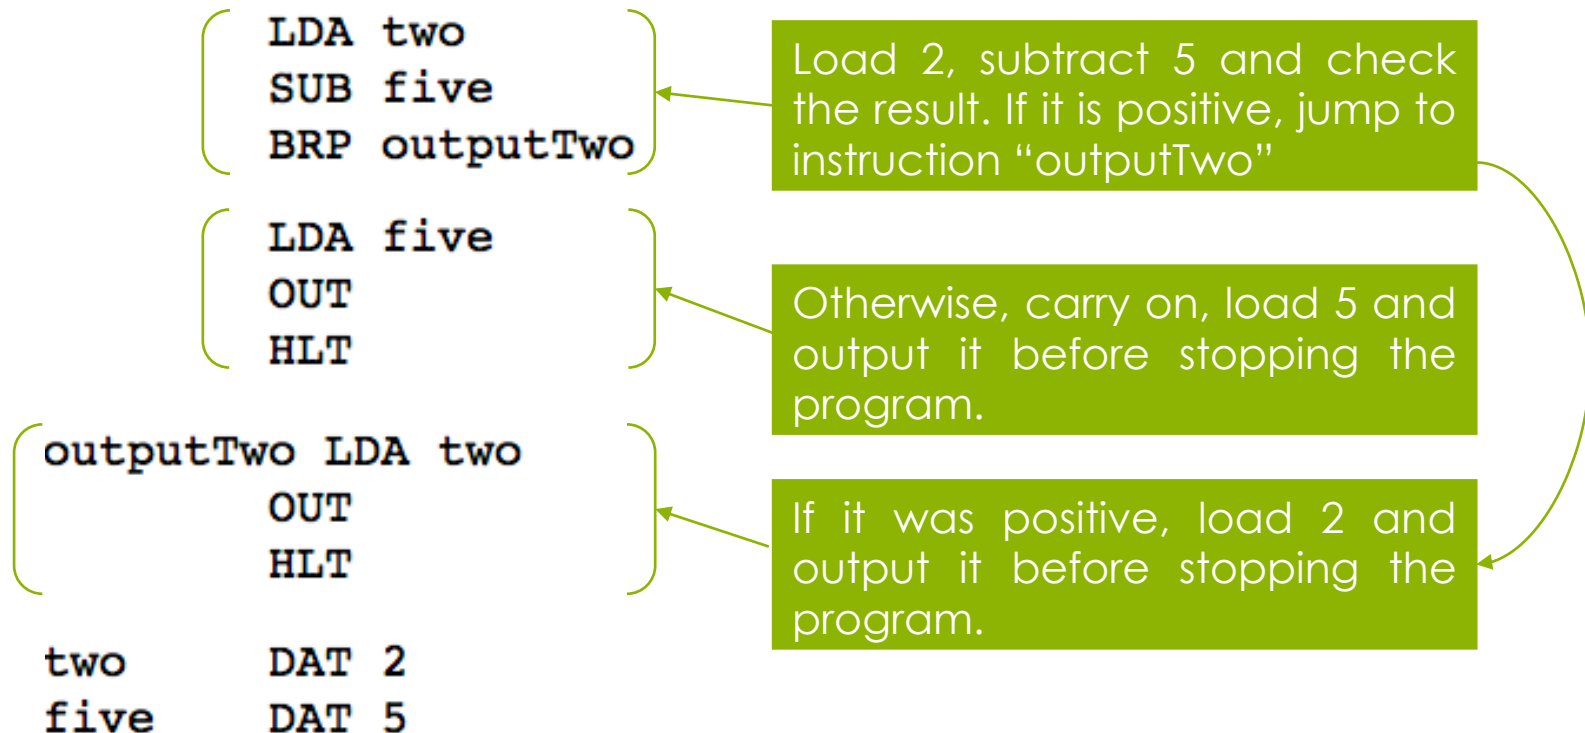 LDA two
SUB five
BRP outputTwo
Load 2, subtract 5 and check
the result. If it is positive, jump to
instruction “outputTwo”
LDA five
OUT
HLT
Otherwise, carry on, load 5 and
output it before stopping the
program.
outputTwo LDA two
OUT
HLT
If it was positive, load 2 and
output it before stopping the
program.
two DAT 2
five DAT 5